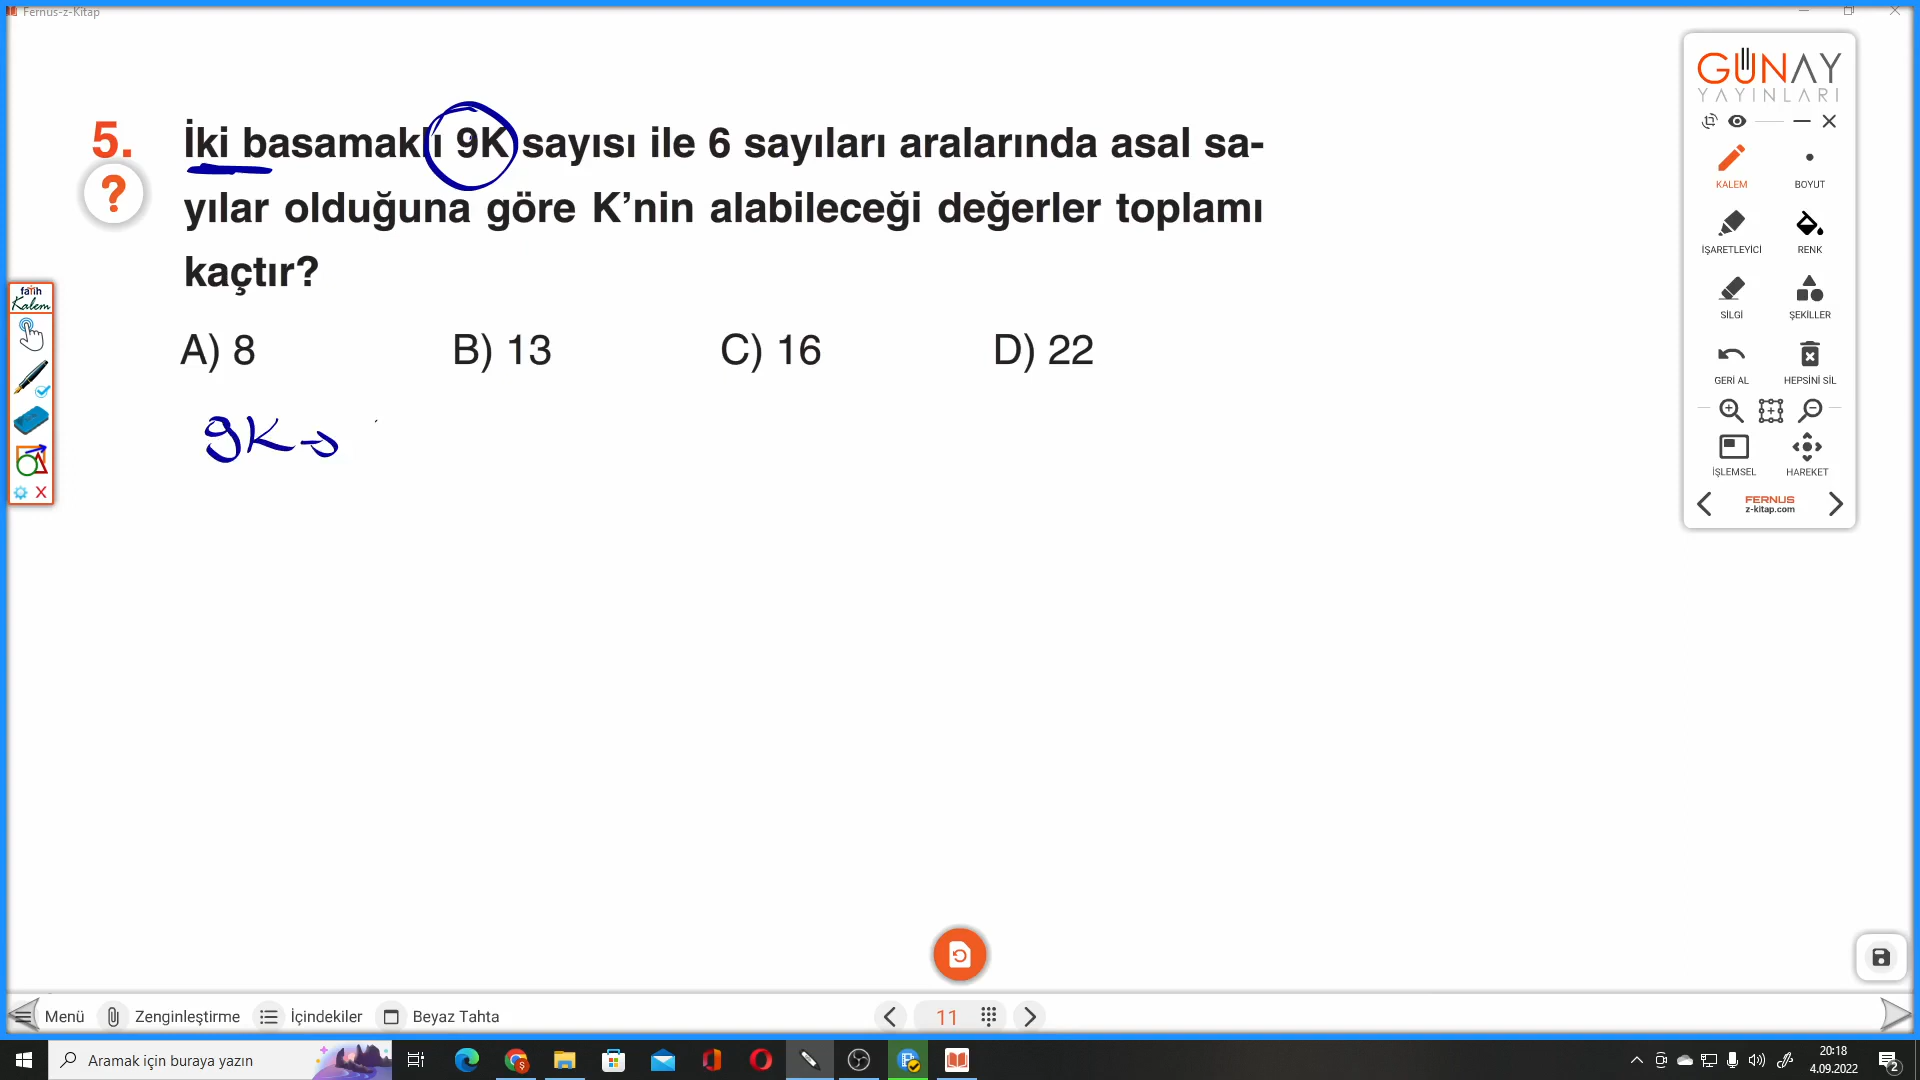 Fernus-z-Kitap
5. İki basamaklı 9K sayısı ile 6 sayıları aralarında asal sa-
yılar olduğuna göre K'nin alabileceği değerler toplamı
kaçtır?
?
A) 8 B) 13 C) 16 D) 22
9K→
fatih
Kalem
X
GÜNAY
YAYINLARI
KALEM BOYUT
İŞARETLEYİCİ RENK
SİLGİ ŞEKİLLER
GERİ AL HEPSİNİ SİL
İŞLEMSEL HAREKET
FERNUS
z-kitap.com
Menü Zenginleştirme İçindekiler Beyaz Tahta 11
Aramak için buraya yazın
20:18
4.09.2022
2